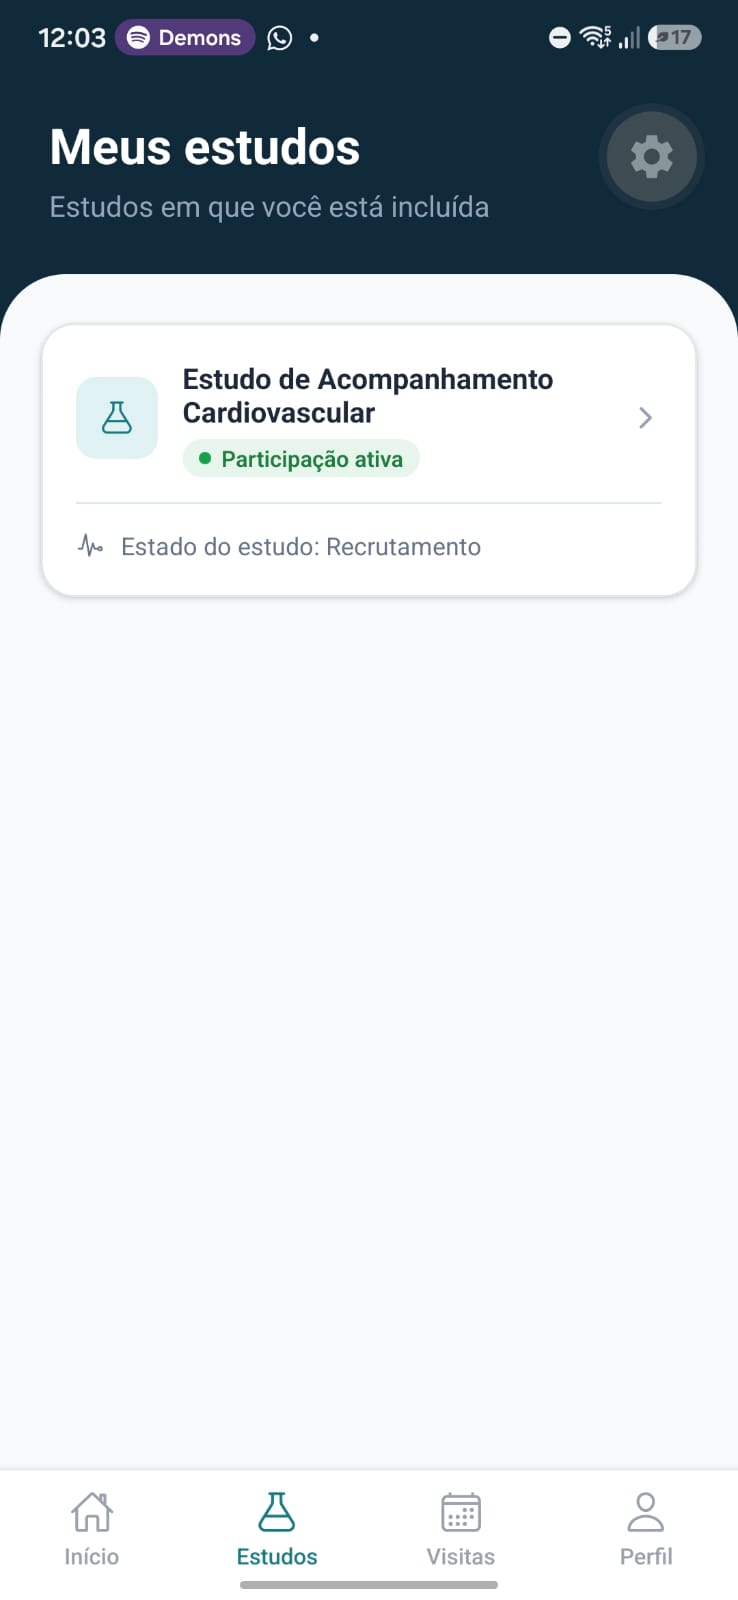 12:03 Demons 5 17
Meus estudos
Estudos em que você está incluída
Estudo de Acompanhamento
Cardiovascular
Participação ativa
Estado do estudo: Recrutamento
Início Estudos Visitas Perfil